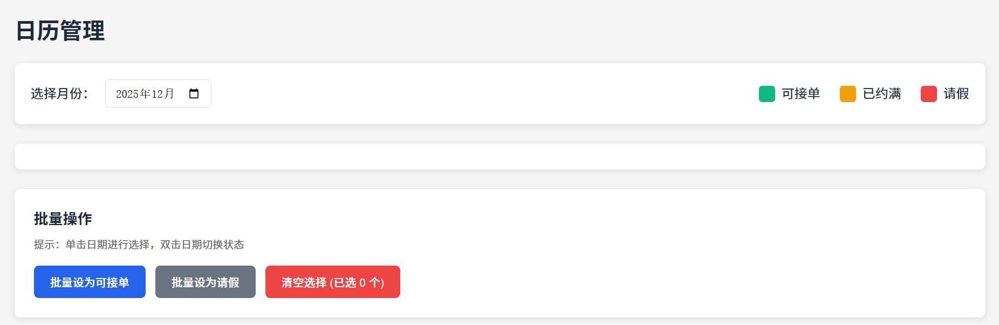 日历管理
选择月份： 2025年12月 可接单 已约满 请假
批量操作
提示：单击日期进行选择，双击日期切换状态
批量设为可接单 批量设为请假 清空选择 (已选 0 个)